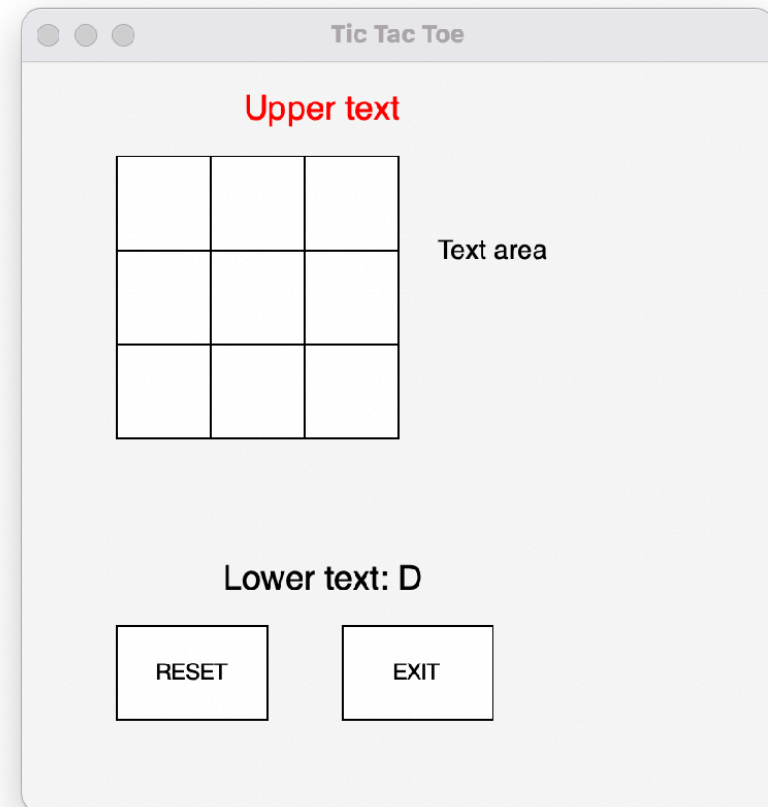 Tic Tac Toe
Upper text
Text area
Lower text: D
RESET
EXIT